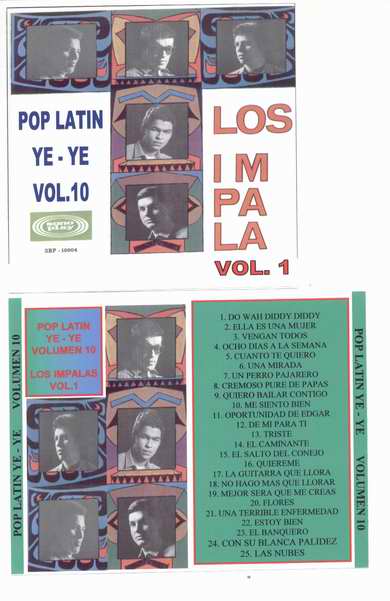 POP LATIN
YE - YE
VOL.10
sono
play
SBP - 10004
LOS
IM
PA
LA
VOL. 1
POP LATIN YE - YE VOLUMEN 10
POP LATIN
YE - YE
VOLUMEN 10
LOS IMPALAS
VOL.1
1. DO WAH DIDDY DIDDY
2. ELLA ES UNA MUJER
3. VENGAN TODOS
4. OCHO DIAS A LA SEMANA
5. CUANTO TE QUIERO
6. UNA MIRADA
7. UN PERRO PAJARERO
8. CREMOSO PURE DE PAPAS
9. QUIERO BAILAR CONTIGO
10. ME SIENTO BIEN
11. OPORTUNIDAD DE EDGAR
12. DE MI PARA TI
13. TRISTE
14. EL CAMINANTE
15. EL SALTO DEL CONEJO
16. QUIEREME
17. LA GUITARRA QUE LLORA
18. NO HAGO MAS QUE LLORAR
19. MEJOR SERA QUE ME CREAS
20. FLORES
21. UNA TERRIBLE ENFERMEDAD
22. ESTOY BIEN
23. EL BANQUERO
24. CON SU BLANCA PALIDEZ
25. LAS NUBES
POP LATIN YE - YE VOLUMEN 10